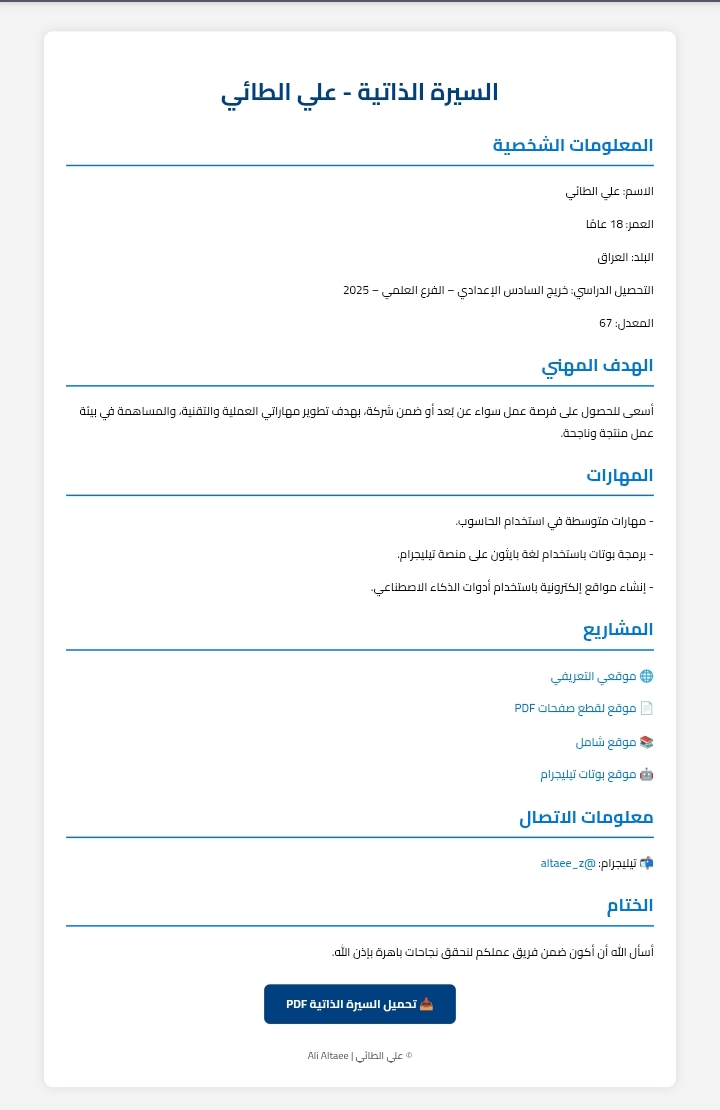 السيرة الذاتية - علي الطائي
المعلومات الشخصية
الاسم: علي الطائي
العمر: 18 عامًا
البلد: العراق
التحصيل الدراسي: خريج السادس الإعدادي – الفرع العلمي – 2025
المعدل: 67
الهدف المهني
أسعى للحصول على فرصة عمل سواء عن بُعد أو ضمن شركة، بهدف تطوير مهاراتي العملية والتقنية، والمساهمة في بيئة
عمل منتجة وناجحة.
المهارات
- مهارات متوسطة في استخدام الحاسوب.
- برمجة بوتات باستخدام لغة بايثون على منصة تيليجرام.
- إنشاء مواقع إلكترونية باستخدام أدوات الذكاء الاصطناعي.
المشاريع
🌐 موقعي التعريفي
📄 موقع لقطع صفحات PDF
📚 موقع شامل
🤖 موقع بوتات تيليجرام
معلومات الاتصال
📬 تيليجرام: @altaee_z
الختام
أسأل الله أن أكون ضمن فريق عملكم لنحقق نجاحات باهرة بإذن الله.
📥 تحميل السيرة الذاتية PDF
© علي الطائي | Ali Altaee